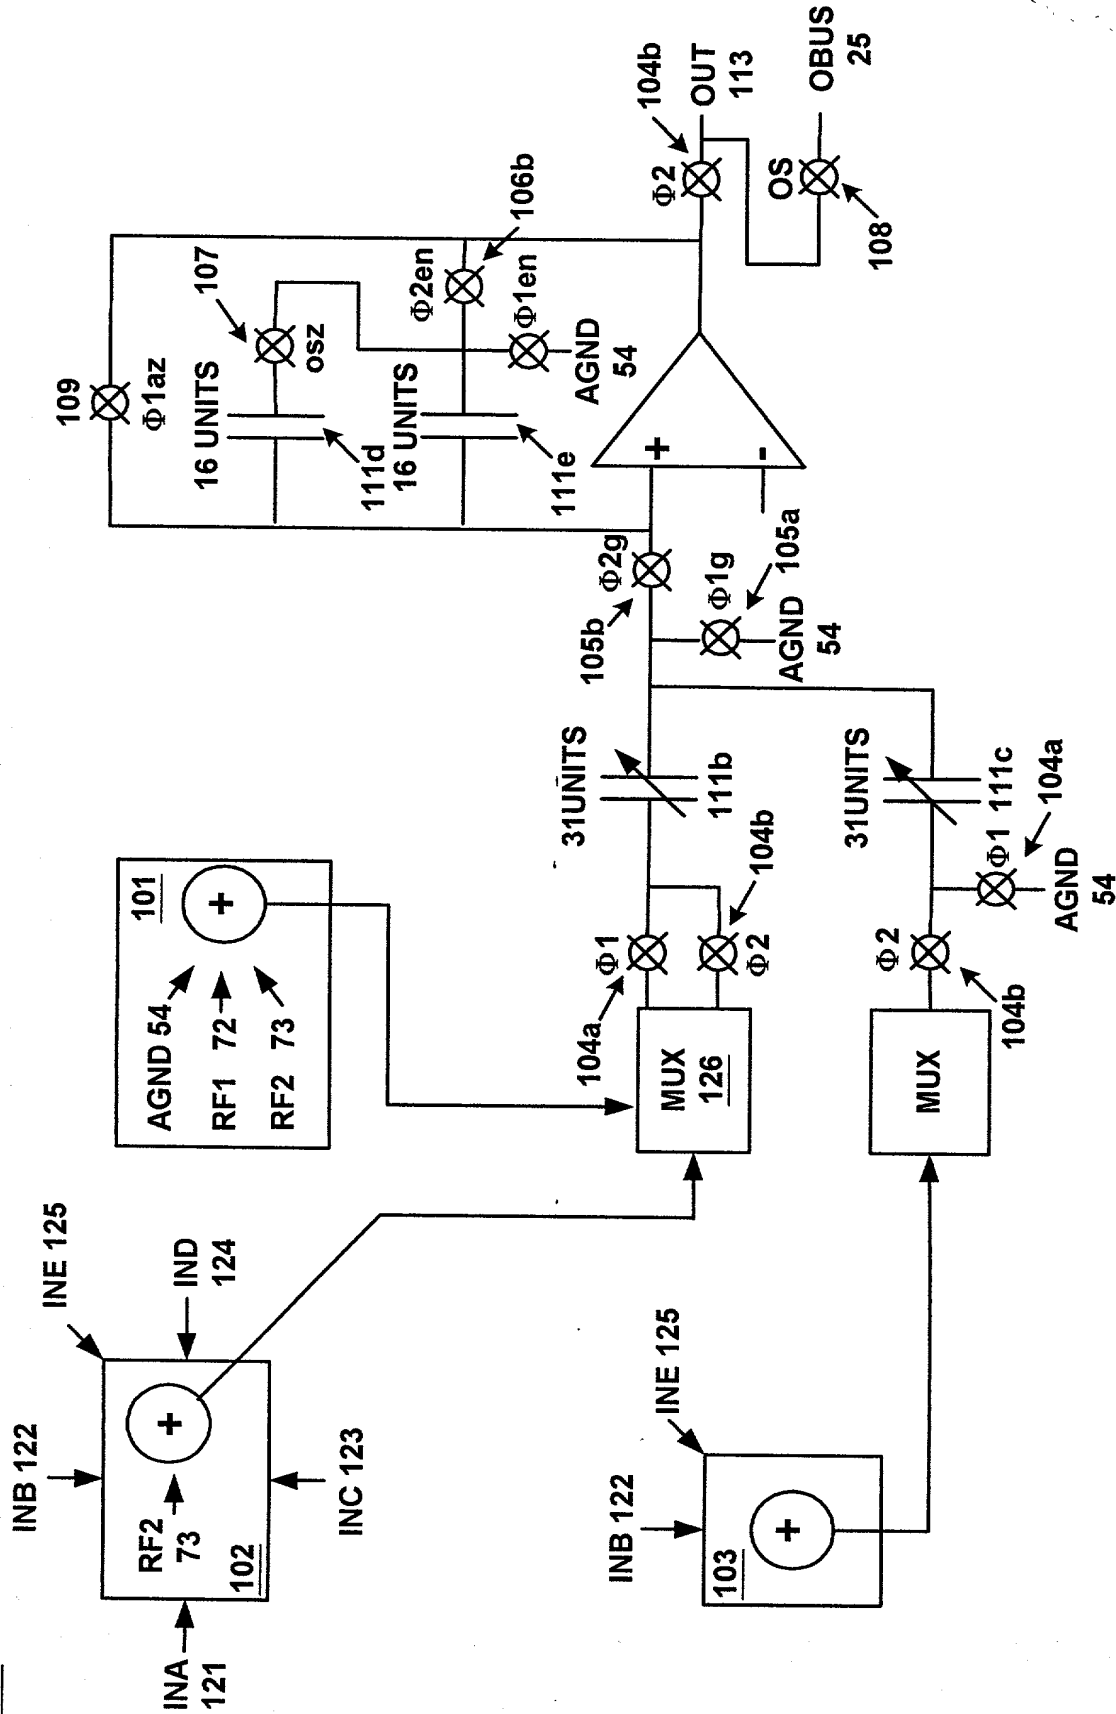 INA
121
INB 122
INC 123
IND
124
INE 125
RF2
73
102
+
101
AGND 54
RF1 72
RF2 73
+
INB 122
INE 125
103
+
MUX
126
MUX
104a
Φ1
Φ2
104b
Φ2
104b
Φ1
104a
AGND
54
31UNITS
111b
31UNITS
111c
105b
Φ2g
Φ1g
105a
AGND
54
109
Φ1az
16 UNITS
111d
107
osz
16 UNITS
111e
Φ2en
106b
Φ1en
AGND
54
+
-
Φ2
104b
OUT
113
OS
108
OBUS
25